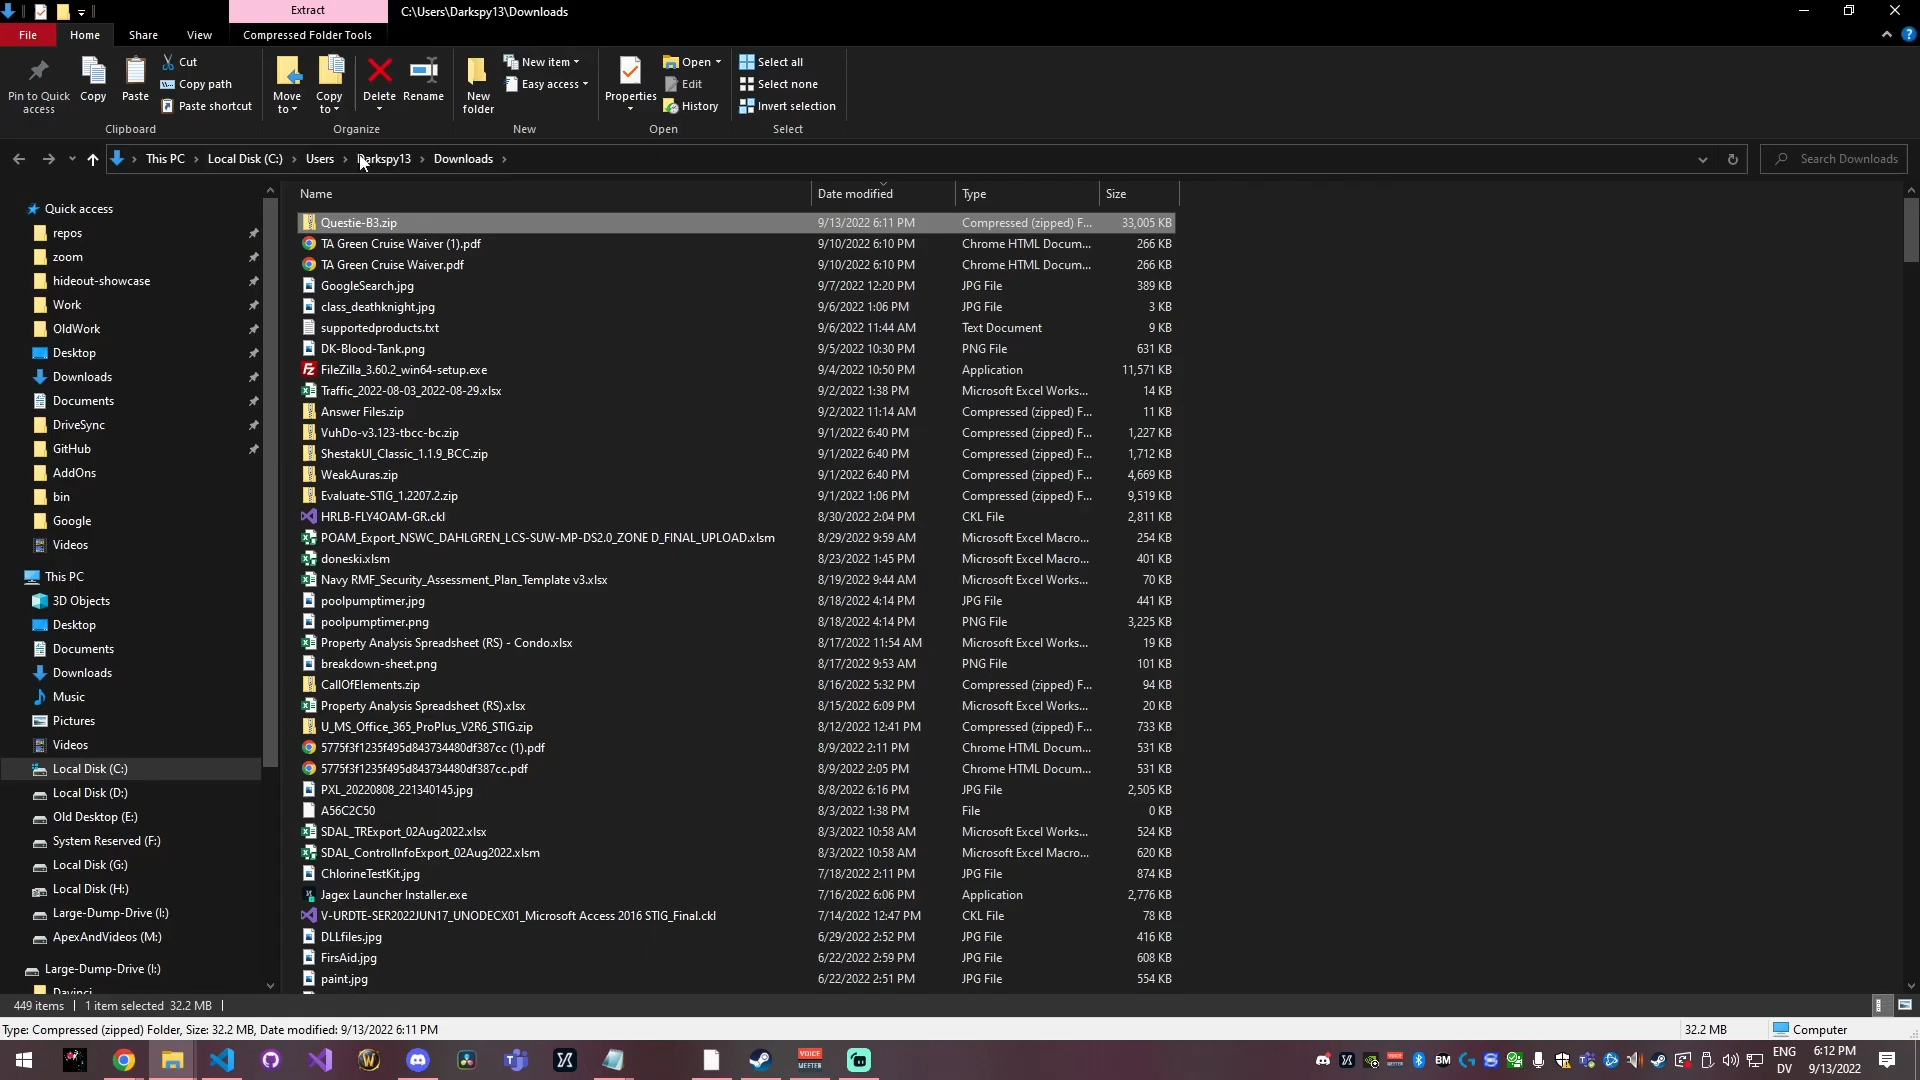 Extract
C:\Users\Darkspy13\Downloads
File
Home
Share
View
Compressed Folder Tools
Pin to Quick access
Copy
Paste
Cut
Copy path
Paste shortcut
Clipboard
Move to
Copy to
Delete
Rename
Organize
New folder
New item
Easy access
New
Properties
Open
Edit
History
Open
Select all
Select none
Invert selection
Select
This PC
Local Disk (C:)
Users
Darkspy13
Downloads
Search Downloads
Name Date modified Type Size
Questie-B3.zip 9/13/2022 6:11 PM Compressed (zipped) F... 33,005 KB
TA Green Cruise Waiver (1).pdf 9/10/2022 6:10 PM Chrome HTML Docum... 266 KB
TA Green Cruise Waiver.pdf 9/10/2022 6:10 PM Chrome HTML Docum... 266 KB
GoogleSearch.jpg 9/7/2022 12:20 PM JPG File 389 KB
class_deathknight.jpg 9/6/2022 1:06 PM JPG File 3 KB
supportedproducts.txt 9/6/2022 11:44 AM Text Document 9 KB
DK-Blood-Tank.png 9/5/2022 10:30 PM PNG File 631 KB
FileZilla_3.60.2_win64-setup.exe 9/4/2022 10:50 PM Application 11,571 KB
Traffic_2022-08-03_2022-08-29.xlsx 9/2/2022 1:38 PM Microsoft Excel Works... 14 KB
Answer Files.zip 9/2/2022 11:14 AM Compressed (zipped) F... 11 KB
VuhDo-v3.123-tbcc-bc.zip 9/1/2022 6:40 PM Compressed (zipped) F... 1,227 KB
ShestakUI_Classic_1.1.9_BCC.zip 9/1/2022 6:40 PM Compressed (zipped) F... 1,712 KB
WeakAuras.zip 9/1/2022 6:40 PM Compressed (zipped) F... 4,669 KB
Evaluate-STIG_1.2207.2.zip 9/1/2022 1:06 PM Compressed (zipped) F... 9,519 KB
HRLB-FLY4OAM-GR.ckl 8/30/2022 2:04 PM CKL File 2,811 KB
POAM_Export_NSWC_DAHLGREN_LCS-SUW-MP-DS2.0_ZONE D_FINAL_UPLOAD.xlsm 8/29/2022 9:59 AM Microsoft Excel Macro... 254 KB
doneski.xlsm 8/23/2022 1:45 PM Microsoft Excel Macro... 401 KB
Navy RMF_Security_Assessment_Plan_Template v3.xlsx 8/19/2022 9:44 AM Microsoft Excel Works... 70 KB
poolpumptimer.jpg 8/18/2022 4:14 PM JPG File 441 KB
poolpumptimer.png 8/18/2022 4:14 PM PNG File 3,225 KB
Property Analysis Spreadsheet (RS) - Condo.xlsx 8/17/2022 11:54 AM Microsoft Excel Works... 19 KB
breakdown-sheet.png 8/17/2022 9:53 AM PNG File 101 KB
CallOfElements.zip 8/16/2022 5:32 PM Compressed (zipped) F... 94 KB
Property Analysis Spreadsheet (RS).xlsx 8/15/2022 6:09 PM Microsoft Excel Works... 20 KB
U_MS_Office_365_ProPlus_V2R6_STIG.zip 8/12/2022 12:41 PM Compressed (zipped) F... 733 KB
5775f3f1235f495d843734480df387cc (1).pdf 8/9/2022 2:11 PM Chrome HTML Docum... 531 KB
5775f3f1235f495d843734480df387cc.pdf 8/9/2022 2:05 PM Chrome HTML Docum... 531 KB
PXL_20220808_221340145.jpg 8/8/2022 6:16 PM JPG File 2,505 KB
A56C2C50 8/3/2022 1:38 PM File 0 KB
SDAL_TRExport_02Aug2022.xlsx 8/3/2022 10:58 AM Microsoft Excel Works... 524 KB
SDAL_ControlInfoExport_02Aug2022.xlsm 8/3/2022 10:58 AM Microsoft Excel Macro... 620 KB
ChlorineTestKit.jpg 7/18/2022 2:11 PM JPG File 874 KB
Jagex Launcher Installer.exe 7/16/2022 6:06 PM Application 2,776 KB
V-URDTE-SER2022JUN17_UNODECX01_Microsoft Access 2016 STIG_Final.ckl 7/14/2022 12:47 PM CKL File 78 KB
DLLfiles.jpg 6/29/2022 2:52 PM JPG File 416 KB
FirsAid.jpg 6/22/2022 2:59 PM JPG File 608 KB
paint.jpg 6/22/2022 2:51 PM JPG File 554 KB
Quick access
repos
zoom
hideout-showcase
Work
OldWork
Desktop
Downloads
Documents
DriveSync
GitHub
AddOns
bin
Google
Videos
This PC
3D Objects
Desktop
Documents
Downloads
Music
Pictures
Videos
Local Disk (C:)
Local Disk (D:)
Old Desktop (E:)
System Reserved (F:)
Local Disk (G:)
Local Disk (H:)
Large-Dump-Drive (I:)
ApexAndVideos (M:)
Large-Dump-Drive (I:)
Davinci
449 items 1 item selected 32.2 MB
Type: Compressed (zipped) Folder, Size: 32.2 MB, Date modified: 9/13/2022 6:11 PM 32.2 MB Computer
VOICE
MEETER
BM
ENG
DV
6:12 PM
9/13/2022